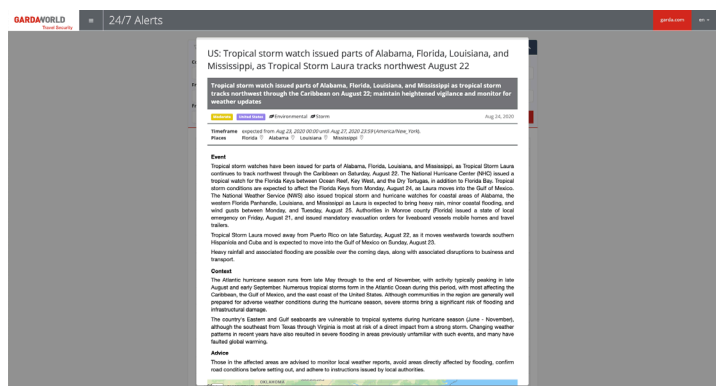 GARDAWORLD
Travel Security
≡
24/7 Alerts
garda.com
en
US: Tropical storm watch issued parts of Alabama, Florida, Louisiana, and
Mississippi, as Tropical Storm Laura tracks northwest August 22
Tropical storm watch issued parts of Alabama, Florida, Louisiana, and Mississippi as tropical storm
tracks northwest through the Caribbean on August 22; maintain heightened vigilance and monitor for
weather updates
Moderate United States #Environmental #Storm Aug 24, 2020
Timeframe expected from Aug 23, 2020 00:00 until Aug 27, 2020 23:59 (America/New_York).
Places Florida Alabama Louisiana Mississippi
Event
Tropical storm watches have been issued for parts of Alabama, Florida, Louisiana, and Mississippi, as Tropical Storm Laura
continues to track northwest through the Caribbean on Saturday, August 22. The National Hurricane Center (NHC) issued a
tropical watch for the Florida Keys between Ocean Reef, Key West, and the Dry Tortugas, in addition to Florida Bay. Tropical
storm conditions are expected to affect the Florida Keys from Monday, August 24, as Laura moves into the Gulf of Mexico.
The National Weather Service (NWS) also issued tropical storm and hurricane watches for coastal areas of Alabama, the
western Florida Panhandle, Louisiana, and Mississippi as Laura is expected to bring heavy rain, minor coastal flooding, and
wind gusts between Monday, and Tuesday, August 25. Authorities in Monroe county (Florida) issued a state of local
emergency on Friday, August 21, and issued mandatory evacuation orders for liveaboard vessels mobile homes and travel
trailers.
Tropical Storm Laura moved away from Puerto Rico on late Saturday, August 22, as it moves westwards towards southern
Hispaniola and Cuba and is expected to move into the Gulf of Mexico on Sunday, August 23.
Heavy rainfall and associated flooding are possible over the coming days, along with associated disruptions to business and
transport.
Context
The Atlantic hurricane season runs from late May through to the end of November, with activity typically peaking in late
August and early September. Numerous tropical storms form in the Atlantic Ocean during this period, with most affecting the
Caribbean, the Gulf of Mexico, and the east coast of the United States. Although communities in the region are generally well
prepared for adverse weather conditions during the hurricane season, severe storms bring a significant risk of flooding and
infrastructural damage.
The country's Eastern and Gulf seaboards are vulnerable to tropical systems during hurricane season (June - November),
although the southeast from Texas through Virginia is most at risk of a direct impact from a strong storm. Changing weather
patterns in recent years have also resulted in severe flooding in areas previously unfamiliar with such events, and many have
faulted global warming.
Advice
Those in the affected areas are advised to monitor local weather reports, avoid areas directly affected by flooding, confirm
road conditions before setting out, and adhere to instructions issued by local authorities.
OKLAHOMA